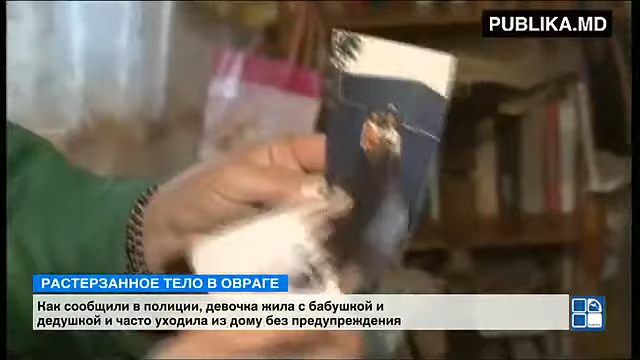 PUBLIKA.MD
РАСТЕРЗАННОЕ ТЕЛО В ОВРАГЕ
Как сообщили в полиции, девочка жила с бабушкой и
дедушкой и часто уходила из дому без предупреждения